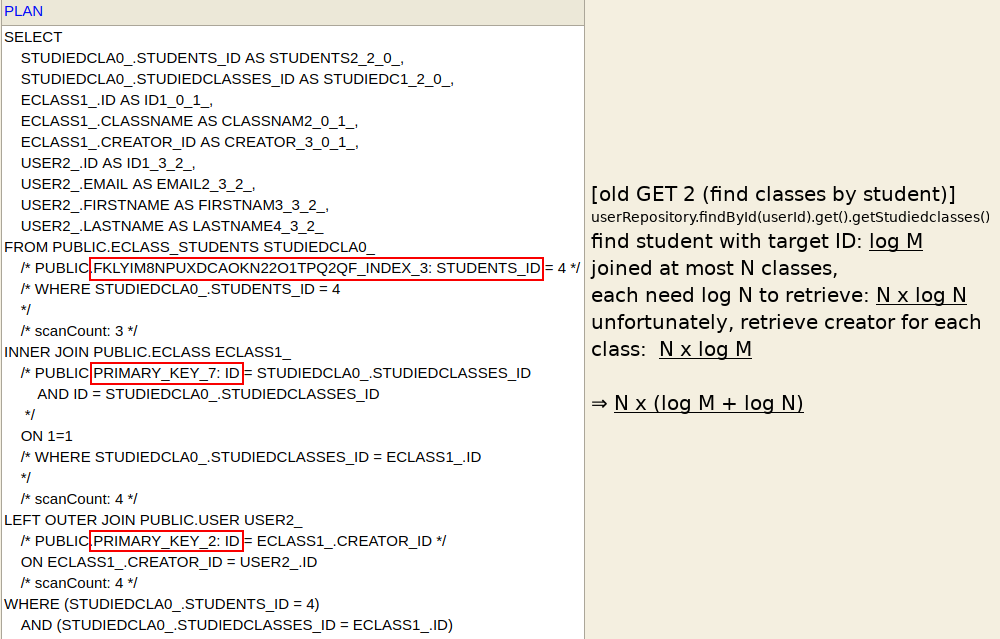 PLAN
SELECT
STUDIEDCLA0_.STUDENTS_ID AS STUDENTS2_2_0_,
STUDIEDCLA0_.STUDIEDCLASSES_ID AS STUDIEDC1_2_0_,
ECLASS1_.ID AS ID1_0_1_,
ECLASS1_.CLASSNAME AS CLASSNAM2_0_1_,
ECLASS1_.CREATOR_ID AS CREATOR_3_0_1_,
USER2_.ID AS ID1_3_2_,
USER2_.EMAIL AS EMAIL2_3_2_,
USER2_.FIRSTNAME AS FIRSTNAM3_3_2_,
USER2_.LASTNAME AS LASTNAME4_3_2_
FROM PUBLIC.ECLASS_STUDENTS STUDIEDCLA0_
/* PUBLIC.FKLYIM8NPUXDCAOKN22O1TPQ2QF_INDEX_3: STUDENTS_ID = 4 */
/* WHERE STUDIEDCLA0_.STUDENTS_ID = 4
*/
/* scanCount: 3 */
INNER JOIN PUBLIC.ECLASS ECLASS1_
/* PUBLIC.PRIMARY_KEY_7: ID = STUDIEDCLA0_.STUDIEDCLASSES_ID
AND ID = STUDIEDCLA0_.STUDIEDCLASSES_ID
*/
ON 1=1
/* WHERE STUDIEDCLA0_.STUDIEDCLASSES_ID = ECLASS1_.ID
*/
/* scanCount: 4 */
LEFT OUTER JOIN PUBLIC.USER USER2_
/* PUBLIC.PRIMARY_KEY_2: ID = ECLASS1_.CREATOR_ID */
ON ECLASS1_.CREATOR_ID = USER2_.ID
/* scanCount: 4 */
WHERE (STUDIEDCLA0_.STUDENTS_ID = 4)
AND (STUDIEDCLA0_.STUDIEDCLASSES_ID = ECLASS1_.ID)
[old GET 2 (find classes by student)]
userRepository.findById(userId).get().getStudiedclasses()
find student with target ID: log M
joined at most N classes,
each need log N to retrieve: N x log N
unfortunately, retrieve creator for each
class: N x log M
⇒ N x (log M + log N)